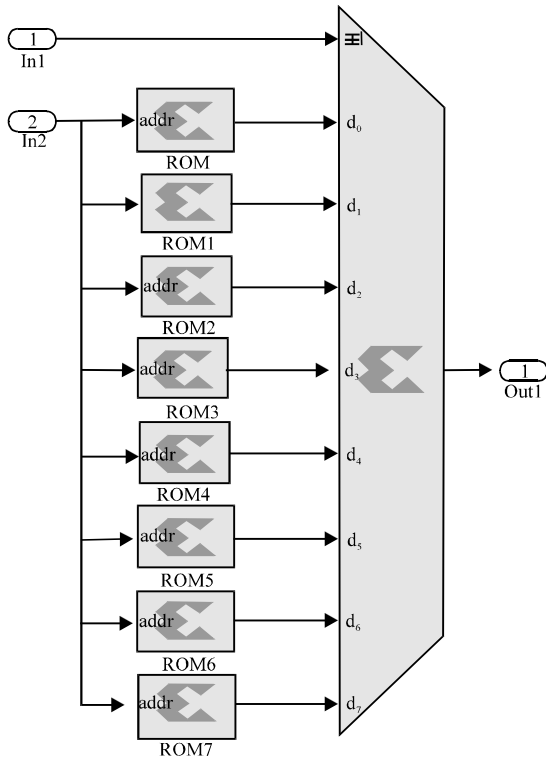 1
In1
2
In2
addr
ROM
d0
ROM1
d1
addr
ROM2
d2
addr
ROM3
d3
addr
ROM4
d4
addr
ROM5
d5
addr
ROM6
d6
addr
ROM7
d7
1
Out1